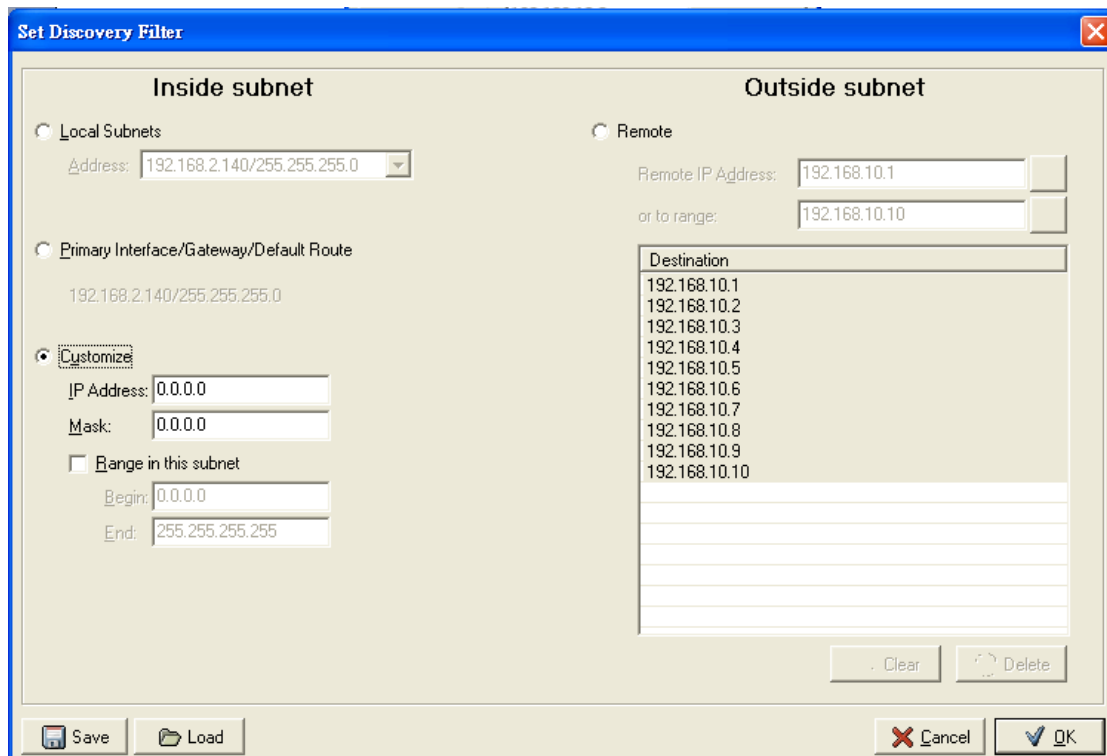 Set Discovery Filter
Inside subnet
Local Subnets
Address: 192.168.2.140/255.255.255.0
Primary Interface/Gateway/Default Route
192.168.2.140/255.255.255.0
Customize
IP Address: 0.0.0.0
Mask: 0.0.0.0
Range in this subnet
Begin: 0.0.0.0
End: 255.255.255.255
Outside subnet
Remote
Remote IP Address: 192.168.10.1
or to range: 192.168.10.10
Destination
192.168.10.1
192.168.10.2
192.168.10.3
192.168.10.4
192.168.10.5
192.168.10.6
192.168.10.7
192.168.10.8
192.168.10.9
192.168.10.10
Clear Delete
Save Load Cancel OK